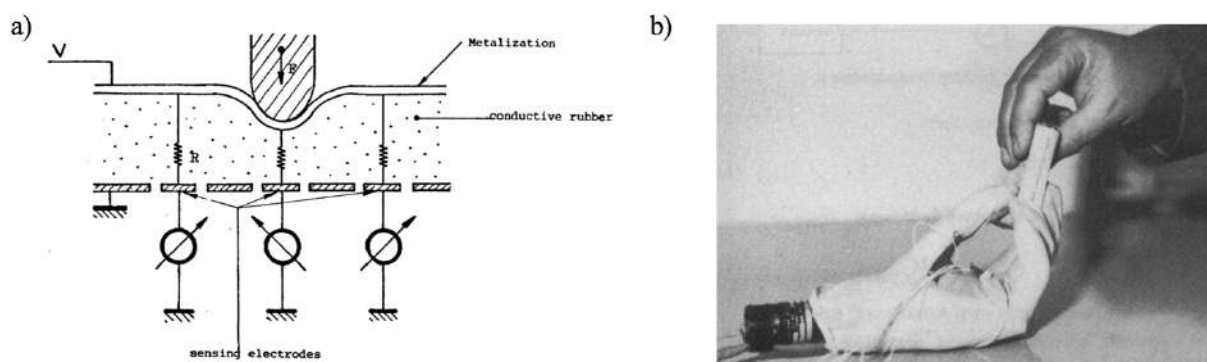 a)
V
F
Metalization
conductive rubber
R
sensing electrodes
b)